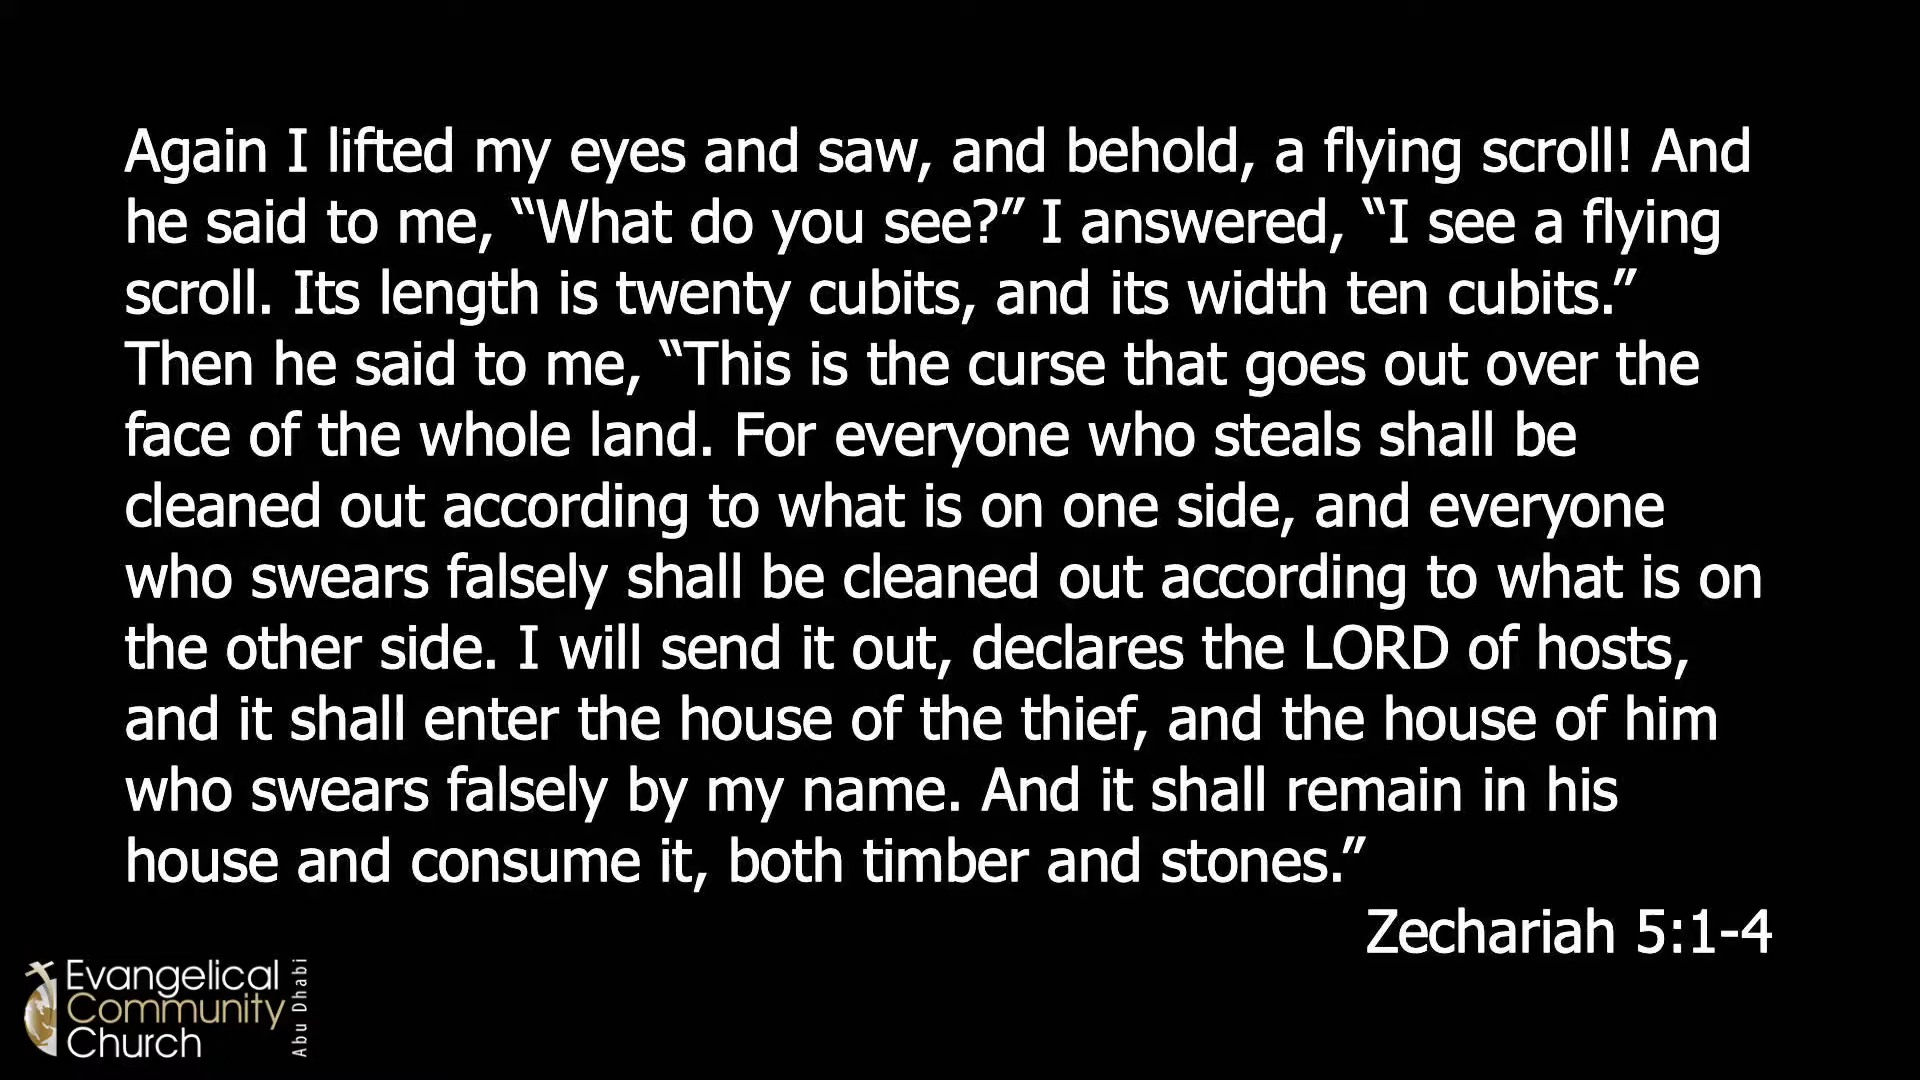 Again I lifted my eyes and saw, and behold, a flying scroll! And
he said to me, “What do you see?” I answered, “I see a flying
scroll. Its length is twenty cubits, and its width ten cubits.”
Then he said to me, “This is the curse that goes out over the
face of the whole land. For everyone who steals shall be
cleaned out according to what is on one side, and everyone
who swears falsely shall be cleaned out according to what is on
the other side. I will send it out, declares the LORD of hosts,
and it shall enter the house of the thief, and the house of him
who swears falsely by my name. And it shall remain in his
house and consume it, both timber and stones.”
Zechariah 5:1-4
Evangelical
Community
Church
Abu Dhabi